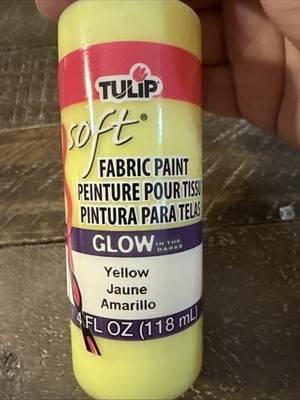 TULIP
soft®
FABRIC PAINT
PEINTURE POUR TISSU
PINTURA PARA TELAS
GLOW IN THE DARK
Yellow
Jaune
Amarillo
4 FL OZ (118 mL)